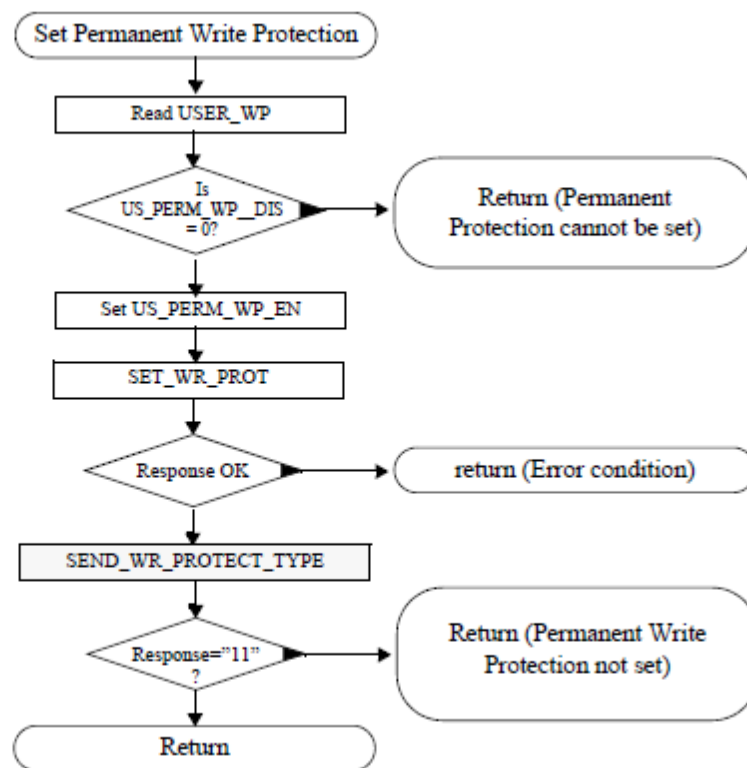 Set Permanent Write Protection
Read USER_WP
Is
US_PERM_WP__DIS
= 0?
Return (Permanent
Protection cannot be set)
Set US_PERM_WP_EN
SET_WR_PROT
Response OK
return (Error condition)
SEND_WR_PROTECT_TYPE
Response=”11”
?
Return (Permanent Write
Protection not set)
Return